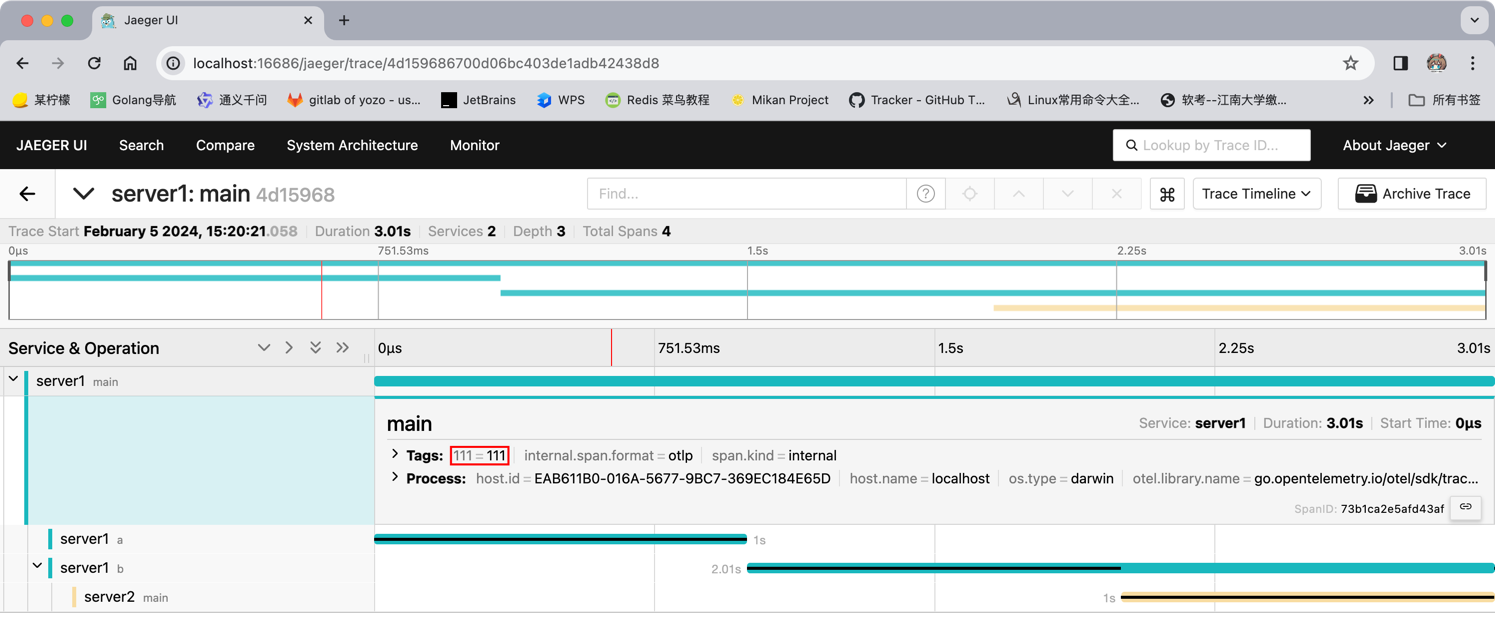 Jaeger UI
localhost:16686/jaeger/trace/4d159686700d06bc403de1adb42438d8
某柠檬 Golang导航 通义千问 gitlab of yozo - us... JetBrains WPS Redis 菜鸟教程 Mikan Project Tracker - GitHub T... Linux常用命令大全... 软考--江南大学缴... 所有书签
JAEGER UI Search Compare System Architecture Monitor Lookup by Trace ID... About Jaeger
server1: main 4d15968 Find... Trace Timeline Archive Trace
Trace Start February 5 2024, 15:20:21.058 Duration 3.01s Services 2 Depth 3 Total Spans 4
0μs 751.53ms 1.5s 2.25s 3.01s
Service & Operation 0μs 751.53ms 1.5s 2.25s 3.01s
server1 main
main Service: server1 Duration: 3.01s Start Time: 0μs
Tags: 111 = 111 internal.span.format = otlp span.kind = internal
Process: host.id = EAB611B0-016A-5677-9BC7-369EC184E65D host.name = localhost os.type = darwin otel.library.name = go.opentelemetry.io/otel/sdk/trac...
SpanID: 73b1ca2e5afd43af
server1 a 1s
server1 b 2.01s
server2 main 1s